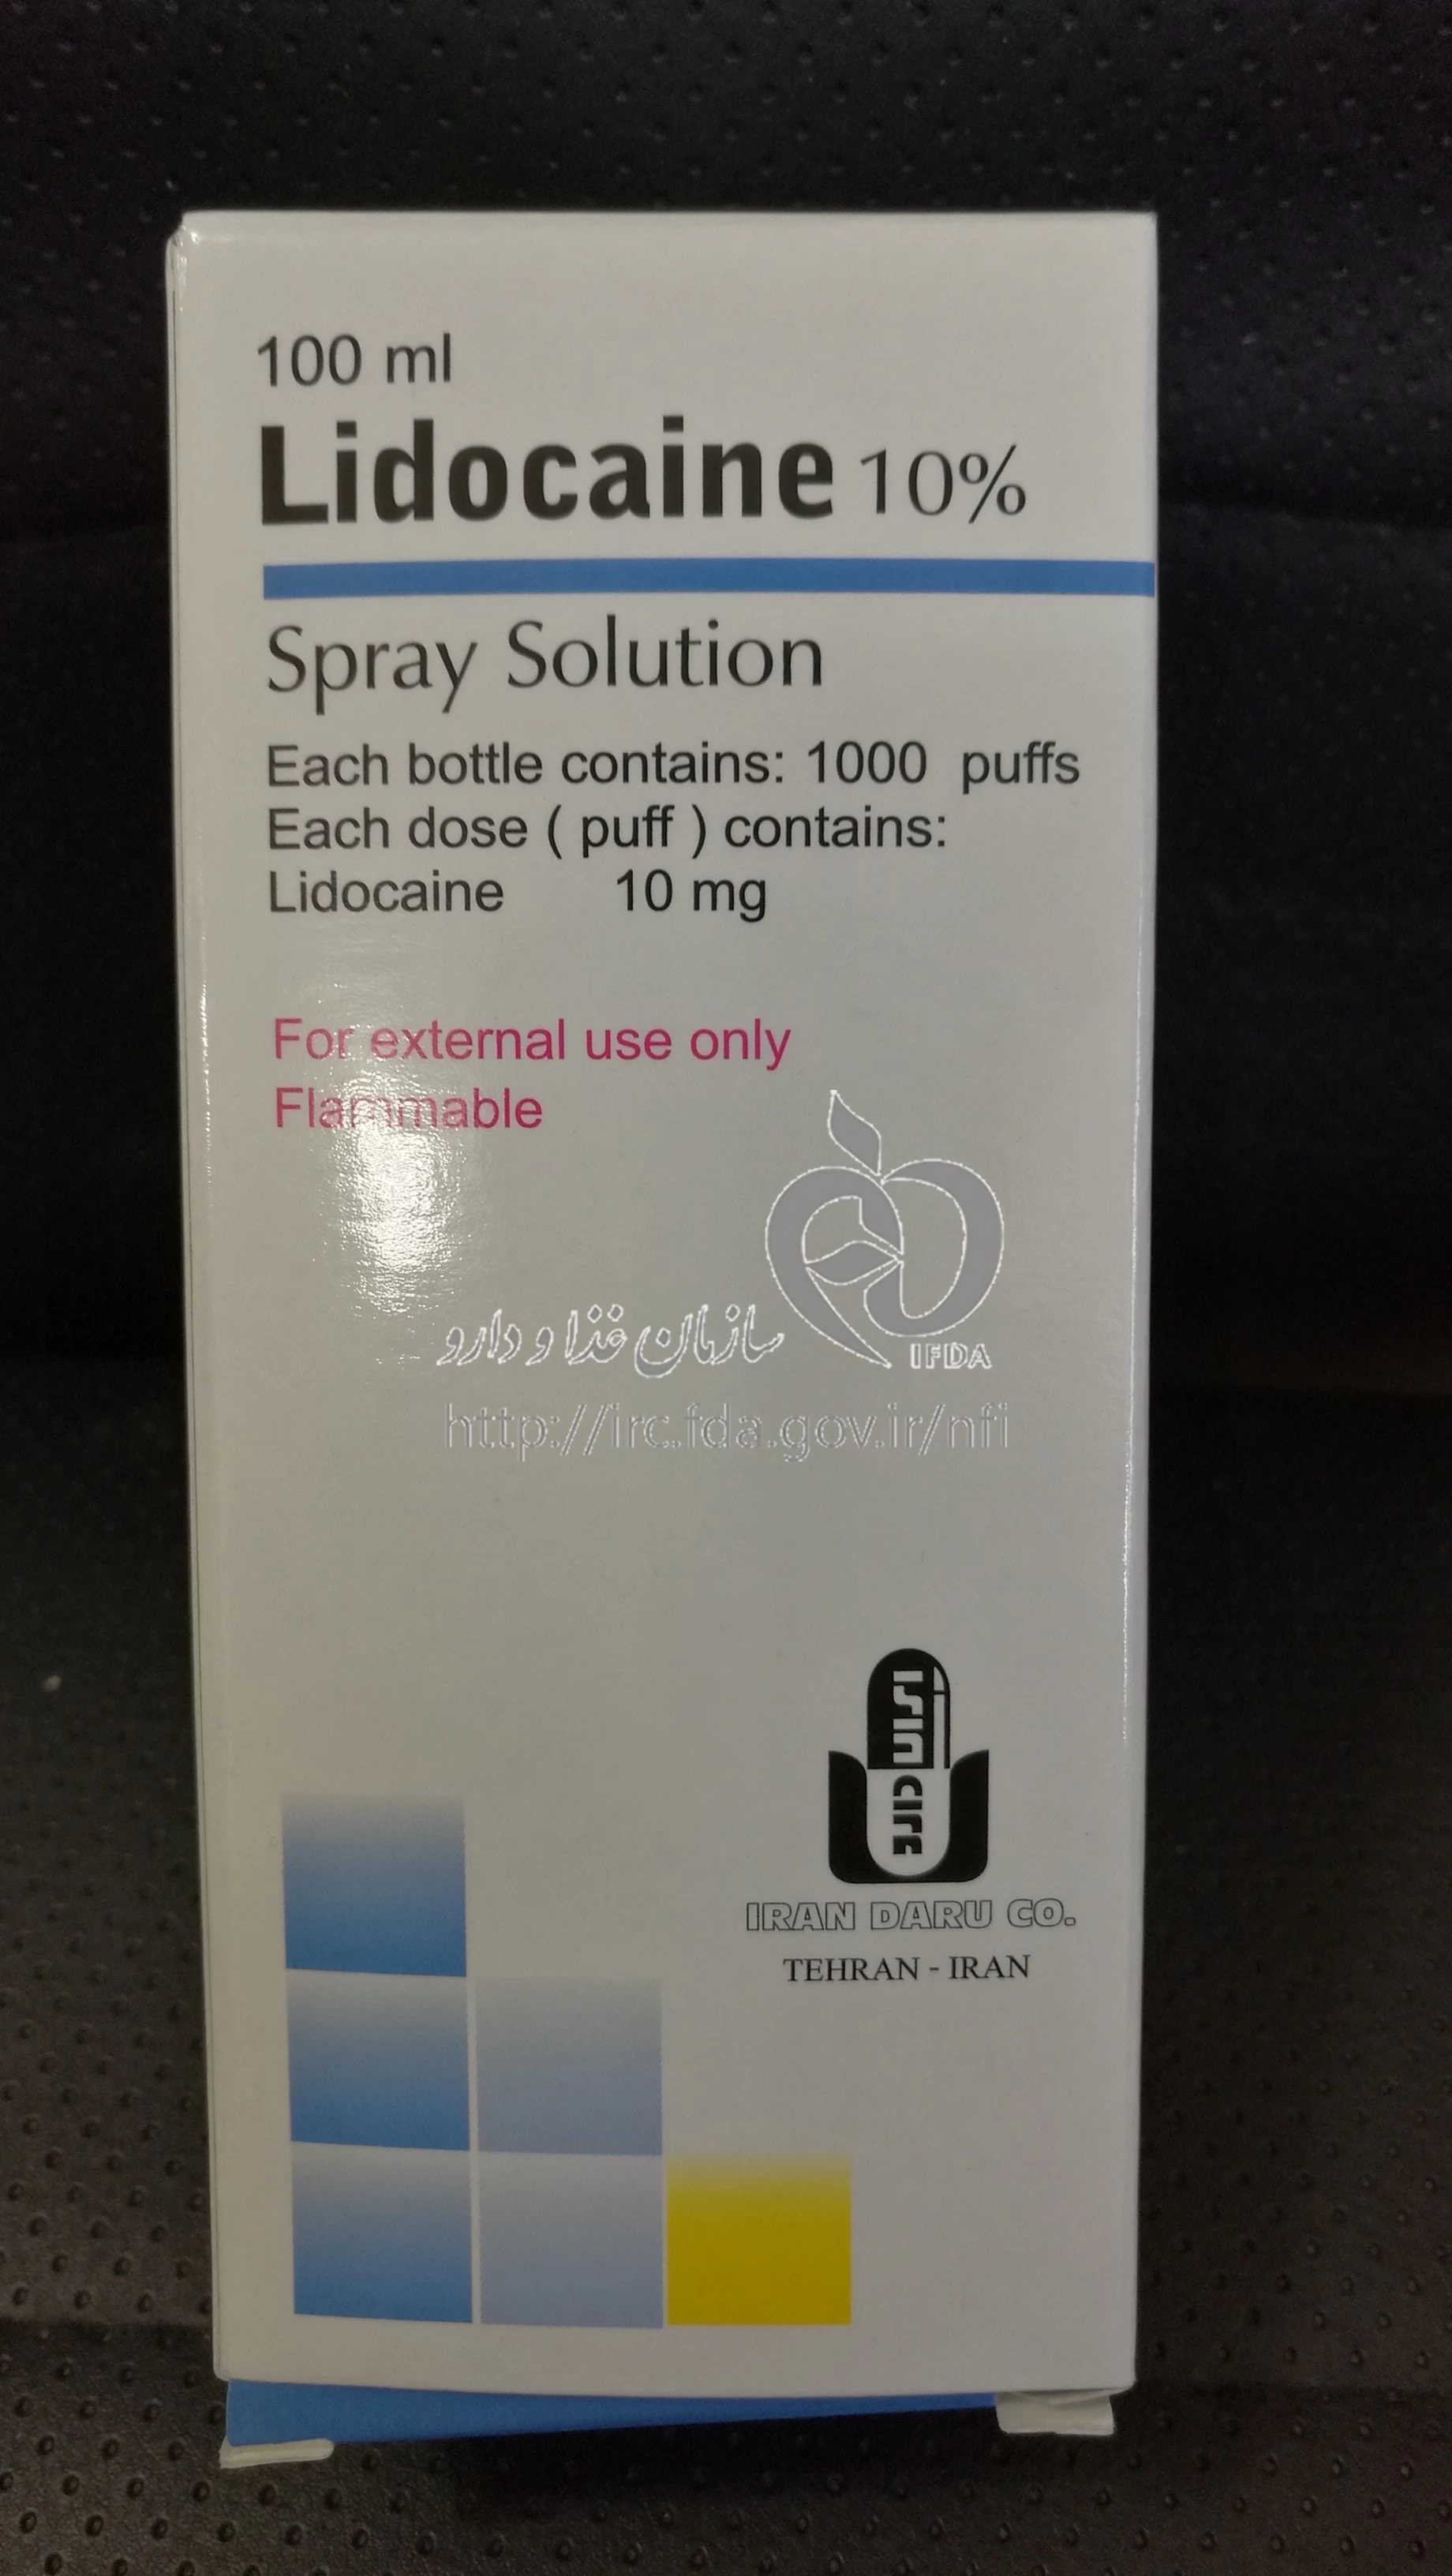 100 ml
Lidocaine 10%
Spray Solution
Each bottle contains: 1000 puffs
Each dose ( puff ) contains:
Lidocaine 10 mg
For external use only
Flammable
IFDA
سازمان غذا و دارو
http://irc.fda.gov.ir/nfi
IRAN DARU CO.
TEHRAN - IRAN